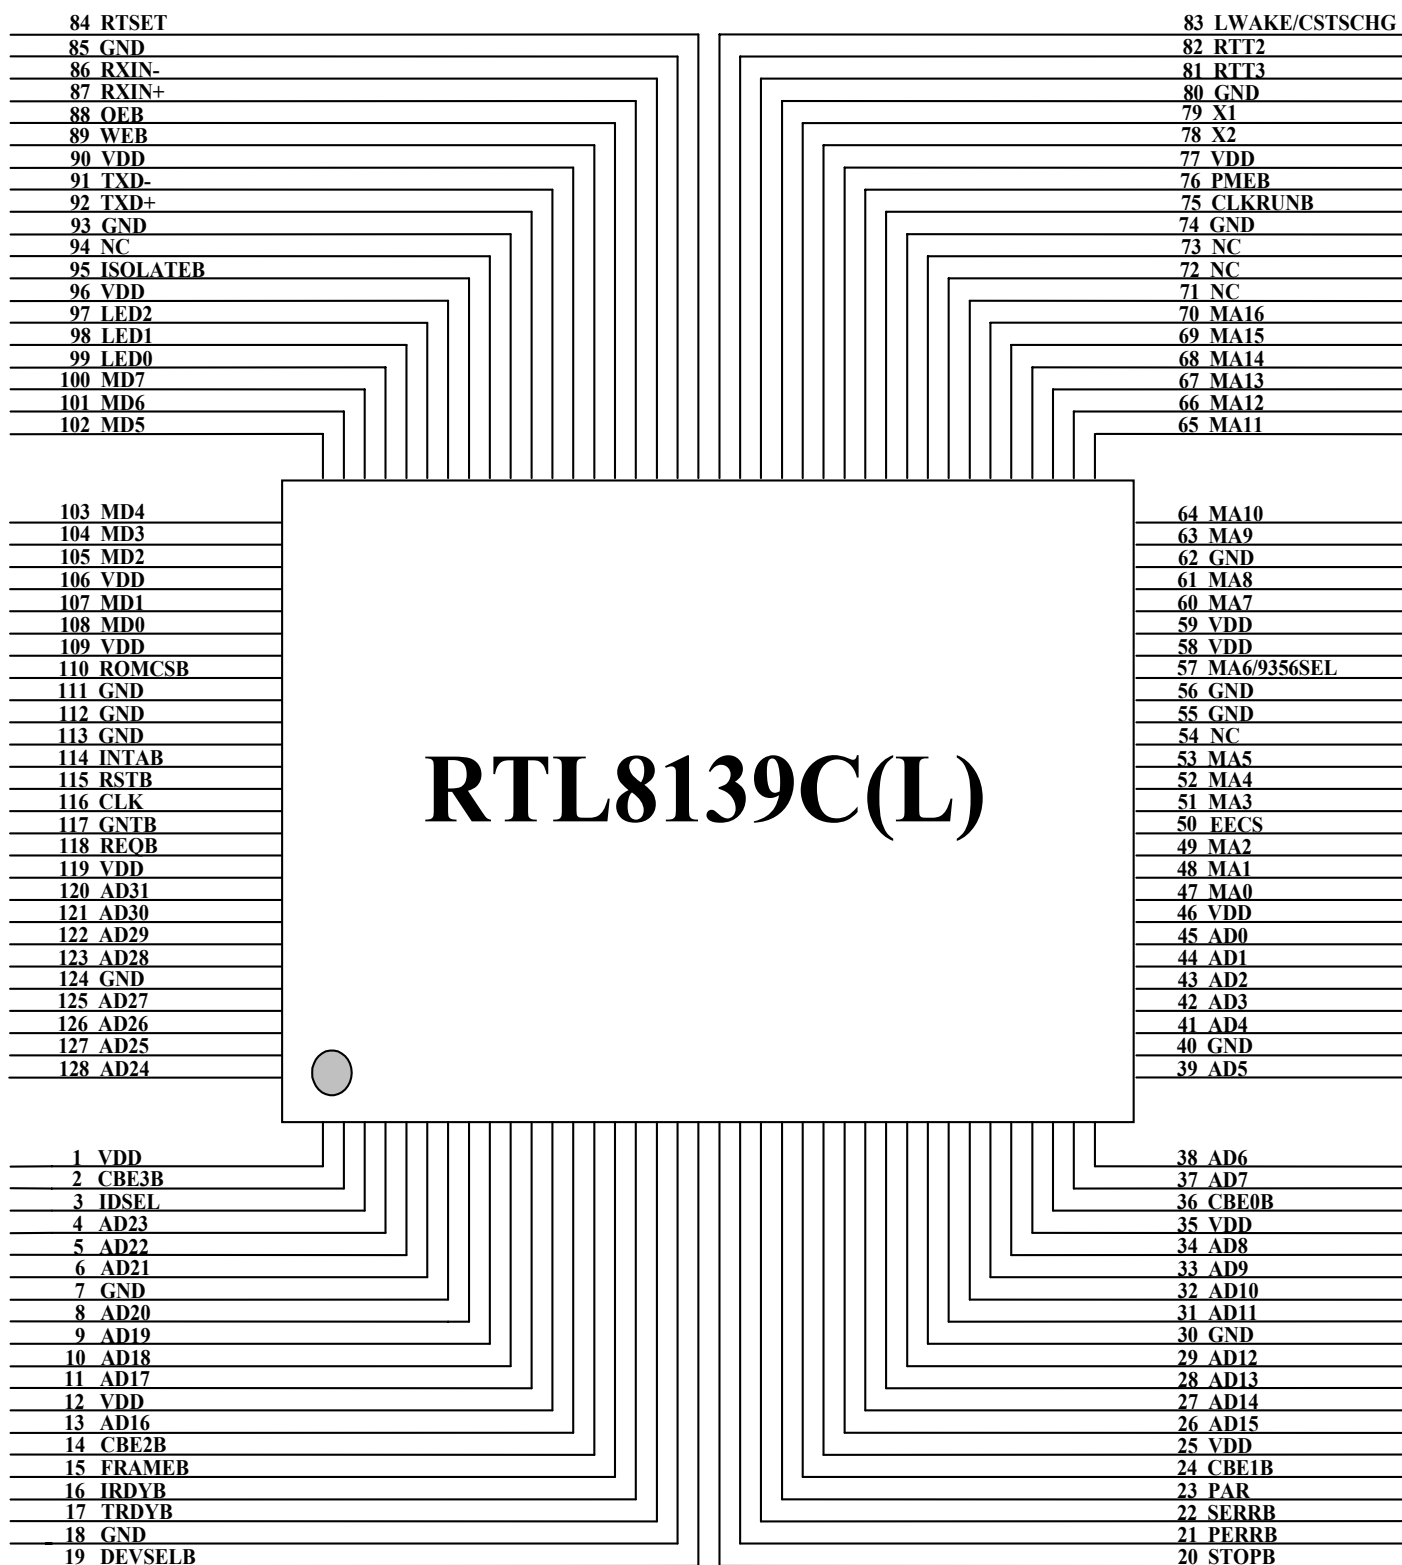 84 RTSET
85 GND
86 RXIN-
87 RXIN+
88 OEB
89 WEB
90 VDD
91 TXD-
92 TXD+
93 GND
94 NC
95 ISOLATEB
96 VDD
97 LED2
98 LED1
99 LED0
100 MD7
101 MD6
102 MD5
83 LWAKE/CSTSCHG
82 RTT2
81 RTT3
80 GND
79 X1
78 X2
77 VDD
76 PMEB
75 CLKRUNB
74 GND
73 NC
72 NC
71 NC
70 MA16
69 MA15
68 MA14
67 MA13
66 MA12
65 MA11
103 MD4
104 MD3
105 MD2
106 VDD
107 MD1
108 MD0
109 VDD
110 ROMCSB
111 GND
112 GND
113 GND
114 INTAB
115 RSTB
116 CLK
117 GNTB
118 REQB
119 VDD
120 AD31
121 AD30
122 AD29
123 AD28
124 GND
125 AD27
126 AD26
127 AD25
128 AD24
RTL8139C(L)
64 MA10
63 MA9
62 GND
61 MA8
60 MA7
59 VDD
58 VDD
57 MA6/9356SEL
56 GND
55 GND
54 NC
53 MA5
52 MA4
51 MA3
50 EECS
49 MA2
48 MA1
47 MA0
46 VDD
45 AD0
44 AD1
43 AD2
42 AD3
41 AD4
40 GND
39 AD5
1 VDD
2 CBE3B
3 IDSEL
4 AD23
5 AD22
6 AD21
7 GND
8 AD20
9 AD19
10 AD18
11 AD17
12 VDD
13 AD16
14 CBE2B
15 FRAMEB
16 IRDYB
17 TRDYB
18 GND
19 DEVSELB
38 AD6
37 AD7
36 CBE0B
35 VDD
34 AD8
33 AD9
32 AD10
31 AD11
30 GND
29 AD12
28 AD13
27 AD14
26 AD15
25 VDD
24 CBE1B
23 PAR
22 SERRB
21 PERRB
20 STOPB